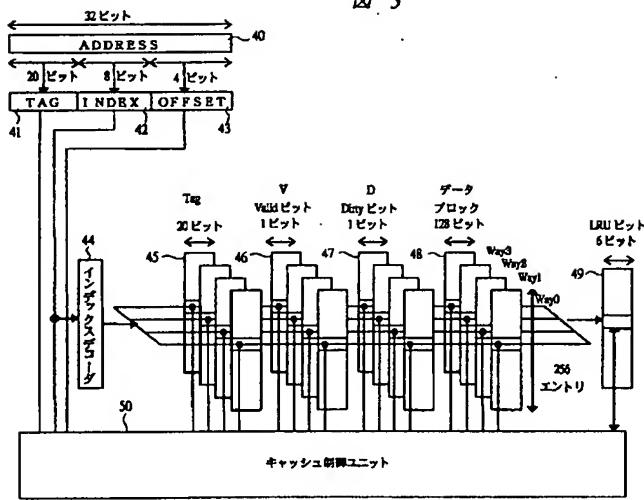 図 3
32ビット
40
ADDRESS
20 ビット
8 ビット
4 ビット
TAG
INDEX
OFFSET
41
42
43
44
インデックスデコーダ
Tag
20 ビット
V
Valid ビット
1 ビット
D
Dirty ビット
1 ビット
データ
ブロック
128 ビット
LRU ビット
6 ビット
45
46
47
48
49
Way3
Way2
Way1
Way0
256
エントリ
50
キャッシュ制御ユニット